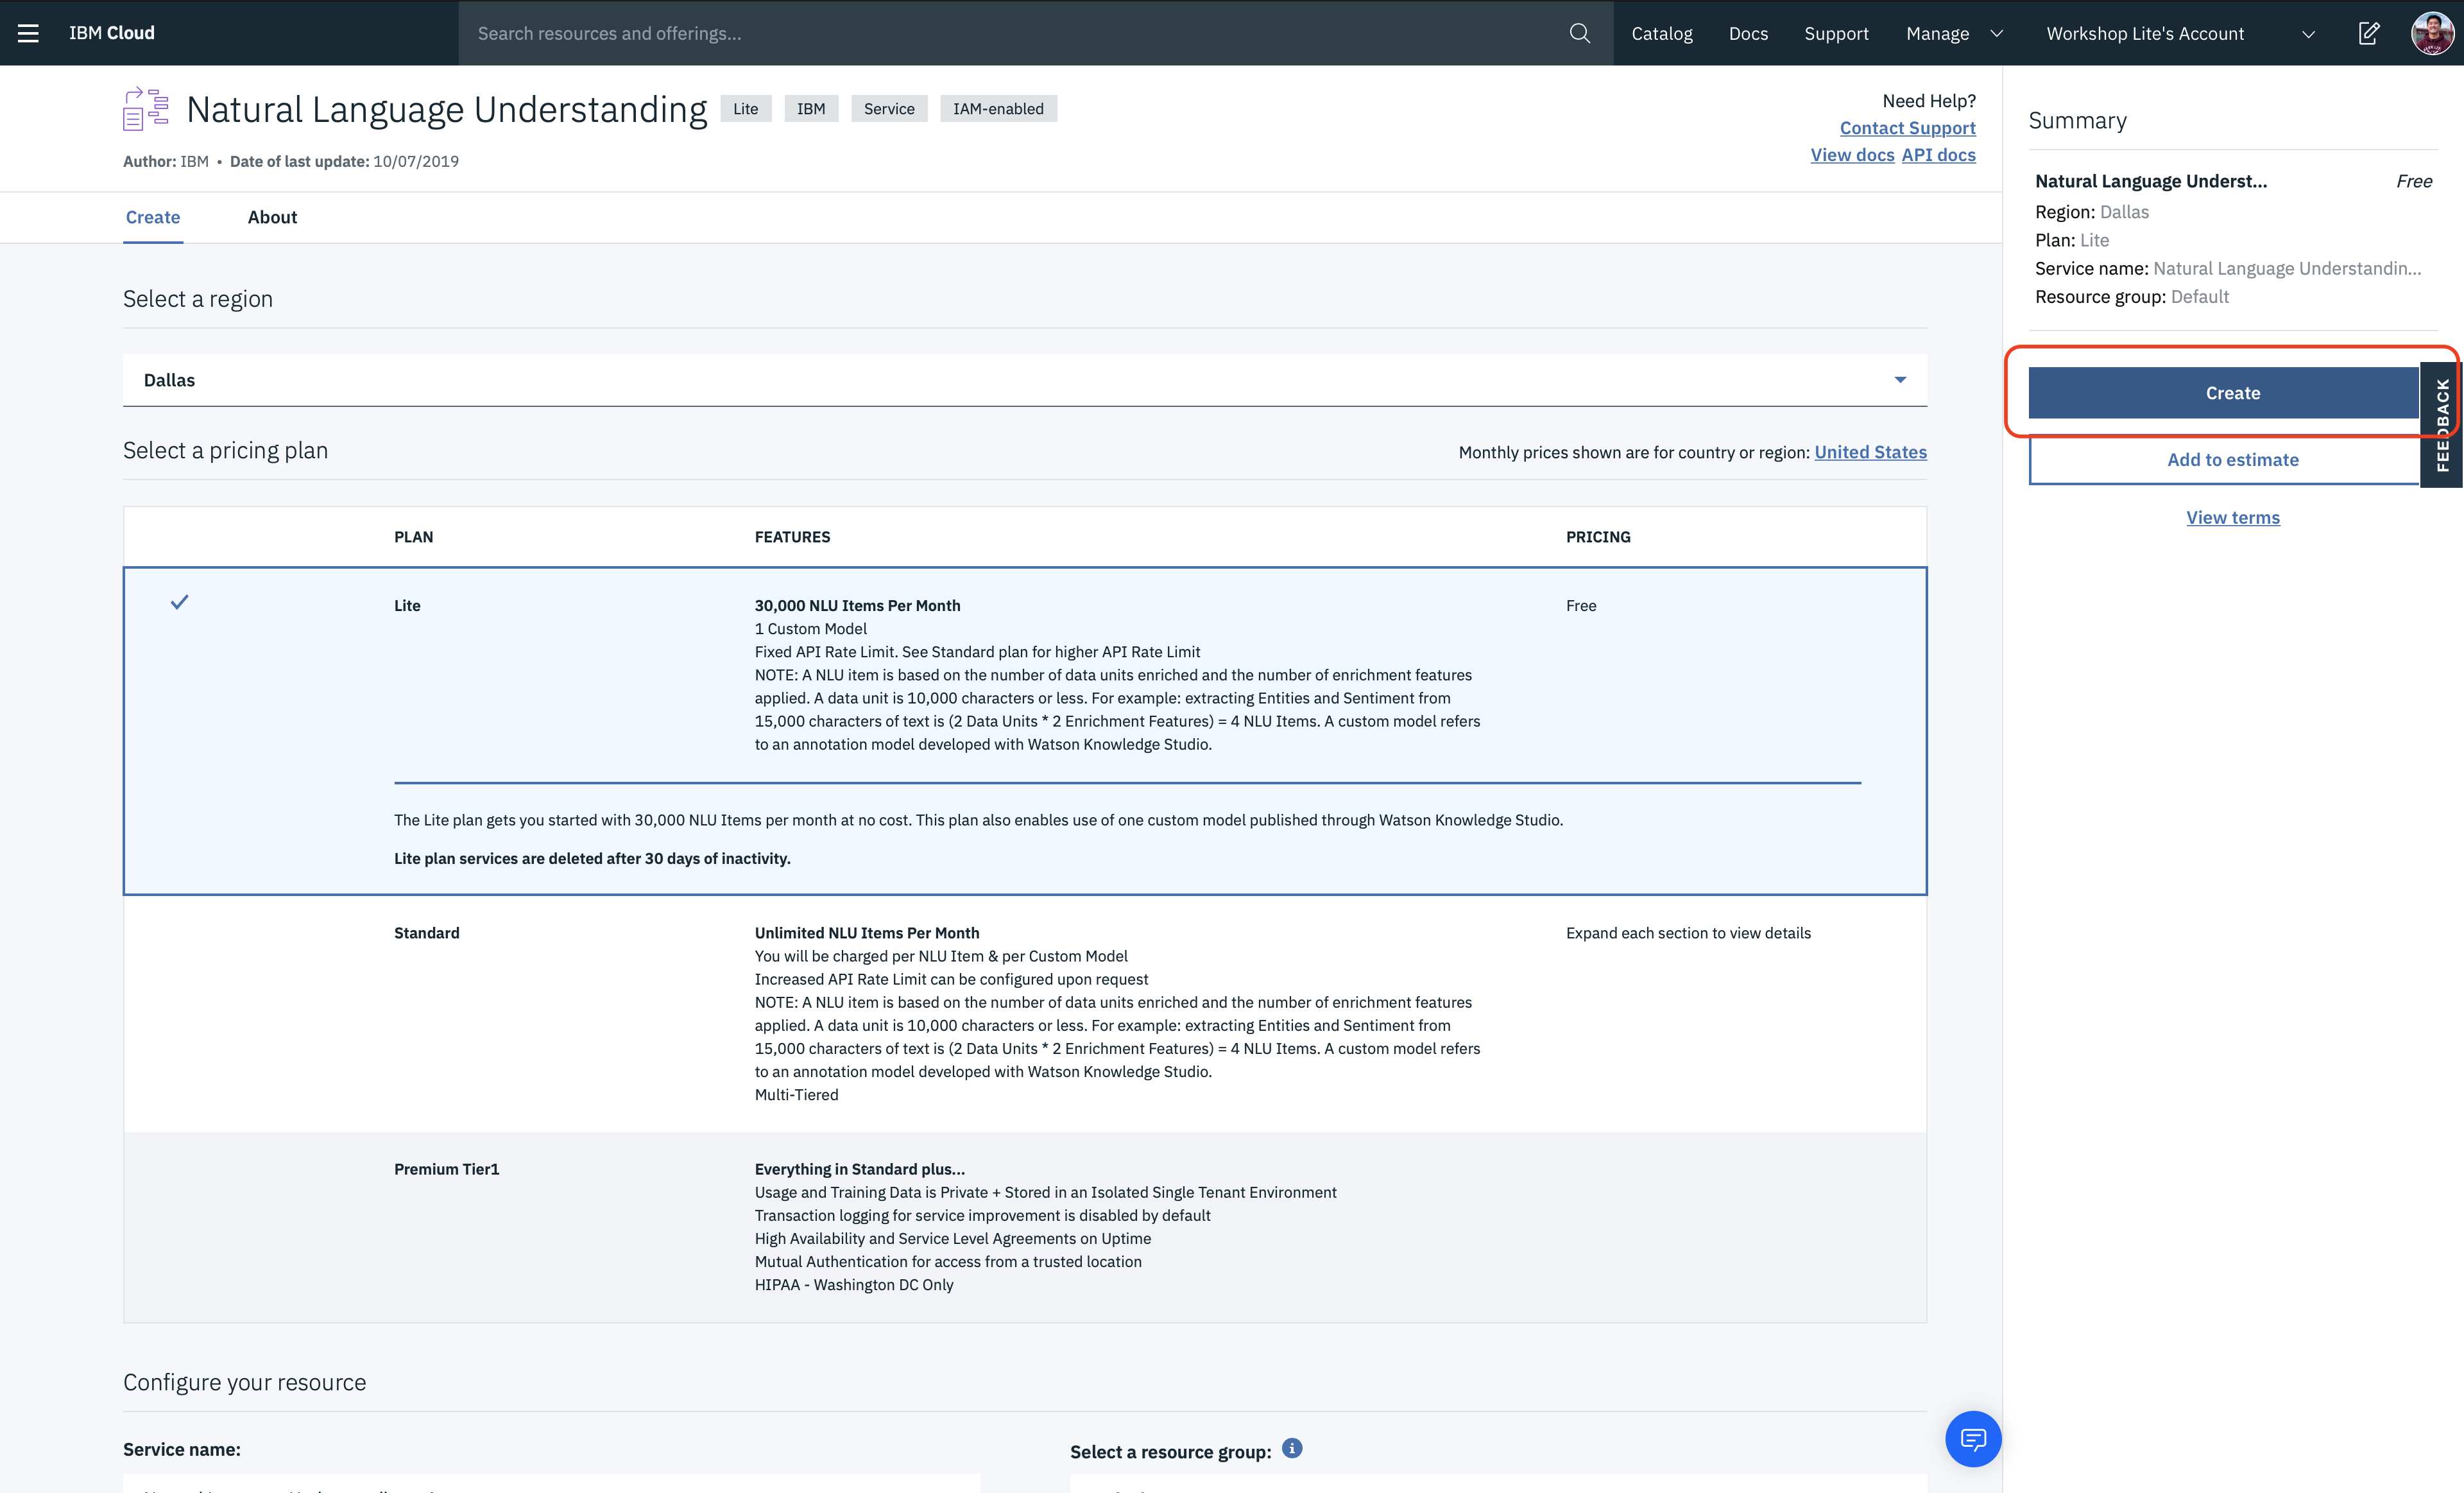 IBM Cloud
Search resources and offerings...
Catalog
Docs
Support
Manage
Workshop Lite's Account
Natural Language Understanding
Lite
IBM
Service
IAM-enabled
Author: IBM • Date of last update: 10/07/2019
Need Help?
Contact Support
View docs API docs
Create
About
Select a region
Dallas
Select a pricing plan
Monthly prices shown are for country or region: United States
PLAN
FEATURES
PRICING
Lite
30,000 NLU Items Per Month
Free
1 Custom Model
Fixed API Rate Limit. See Standard plan for higher API Rate Limit
NOTE: A NLU item is based on the number of data units enriched and the number of enrichment features
applied. A data unit is 10,000 characters or less. For example: extracting Entities and Sentiment from
15,000 characters of text is (2 Data Units * 2 Enrichment Features) = 4 NLU Items. A custom model refers
to an annotation model developed with Watson Knowledge Studio.
The Lite plan gets you started with 30,000 NLU Items per month at no cost. This plan also enables use of one custom model published through Watson Knowledge Studio.
Lite plan services are deleted after 30 days of inactivity.
Standard
Unlimited NLU Items Per Month
Expand each section to view details
You will be charged per NLU Item & per Custom Model
Increased API Rate Limit can be configured upon request
NOTE: A NLU item is based on the number of data units enriched and the number of enrichment features
applied. A data unit is 10,000 characters or less. For example: extracting Entities and Sentiment from
15,000 characters of text is (2 Data Units * 2 Enrichment Features) = 4 NLU Items. A custom model refers
to an annotation model developed with Watson Knowledge Studio.
Multi-Tiered
Premium Tier1
Everything in Standard plus...
Usage and Training Data is Private + Stored in an Isolated Single Tenant Environment
Transaction logging for service improvement is disabled by default
High Availability and Service Level Agreements on Uptime
Mutual Authentication for access from a trusted location
HIPAA - Washington DC Only
Configure your resource
Service name:
Select a resource group:
Summary
Natural Language Underst...
Free
Region: Dallas
Plan: Lite
Service name: Natural Language Understandin...
Resource group: Default
Create
Add to estimate
View terms
FEEDBACK